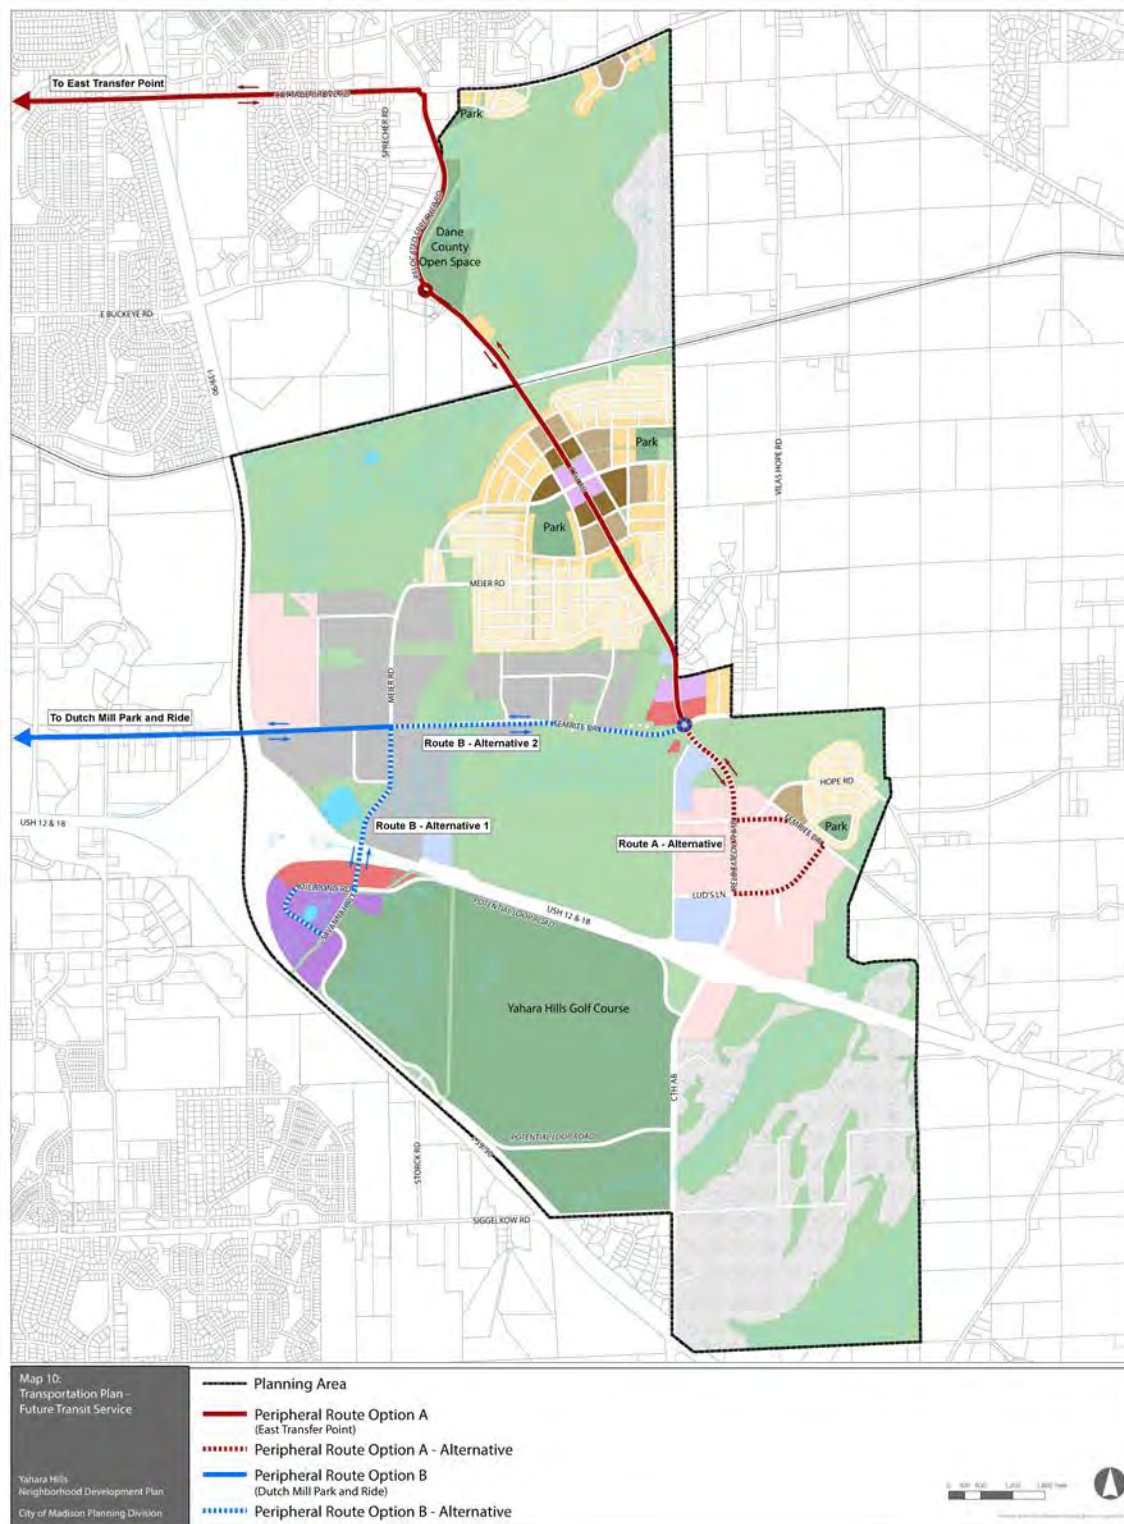 To East Transfer Point
SPRECHER RD
Park
Dane
County
Open Space
E BUCKEYE RD
Park
VILAS HOPE RD
Park
MEIER RD
MEIER RD
To Dutch Mill Park and Ride
Route B - Alternative 2
HOPE RD
USH 12 & 18
Route B - Alternative 1
Park
Route A - Alternative
LUD'S LN
POTENTIAL LOOP ROAD
USH 12 & 18
Yahara Hills Golf Course
CTH AB
POTENTIAL LOOP ROAD
STORCK RD
SIGGELKOW RD
Map 10:
Transportation Plan -
Future Transit Service
Yahara Hills
Neighborhood Development Plan
City of Madison Planning Division
Planning Area
Peripheral Route Option A
(East Transfer Point)
Peripheral Route Option A - Alternative
Peripheral Route Option B
(Dutch Mill Park and Ride)
Peripheral Route Option B - Alternative